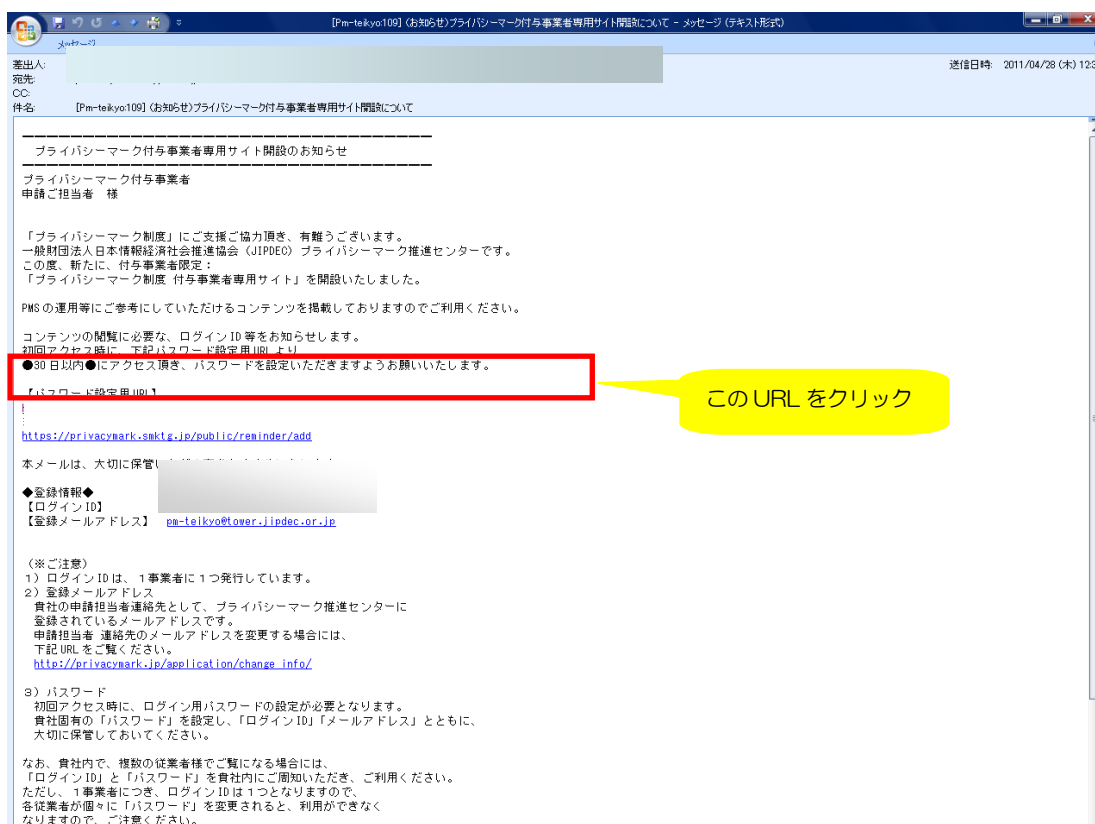 [Pm-teikyo:109] (お知らせ)プライバシーマーク付与事業者専用サイト開設について - メッセージ (テキスト形式)
メッセージ
差出人:
送信日時: 2011/04/28 (木) 12:3
宛先:
CC:
件名: [Pm-teikyo:109] (お知らせ)プライバシーマーク付与事業者専用サイト開設について
プライバシーマーク付与事業者専用サイト開設のお知らせ
プライバシーマーク付与事業者
申請ご担当者 様
「プライバシーマーク制度」にご支援ご協力頂き、有難うございます。
一般財団法人日本情報経済社会推進協会（JIPDEC）プライバシーマーク推進センターです。
この度、新たに、付与事業者限定：
「プライバシーマーク制度 付与事業者専用サイト」を開設いたしました。
PMSの運用等にご参考にしていただけるコンテンツを掲載しておりますのでご利用ください。
コンテンツの閲覧に必要な、ログインID等をお知らせします。
初回アクセス時に、下記パスワード設定用URLより
●30日以内●にアクセス頂き、パスワードを設定いただきますようお願いいたします。
【パスワード設定用URL】
このURLをクリック
https://privacymark.smktg.jp/public/reminder/add
本メールは、大切に保管
◆登録情報◆
【ログインID】
【登録メールアドレス】 pm-teikyo@tower.jipdec.or.jp
（※ご注意）
１）ログインIDは、１事業者に１つ発行しています。
２）登録メールアドレス
貴社の申請担当者連絡先として、プライバシーマーク推進センターに
登録されているメールアドレスです。
申請担当者 連絡先のメールアドレスを変更する場合には、
下記URLをご覧ください。
http://privacymark.jp/application/change_info/
３）パスワード
初回アクセス時に、ログイン用パスワードの設定が必要となります。
貴社固有の「パスワード」を設定し、「ログインID」「メールアドレス」とともに、
大切に保管しておいてください。
なお、貴社内で、複数の従業者様でご覧になる場合には、
「ログインID」と「パスワード」を貴社内にご周知いただき、ご利用ください。
ただし、１事業者につき、ログインIDは１つとなりますので、
各従業者が個々に「パスワード」を変更されると、利用ができなく
なりますので、ご注意ください。